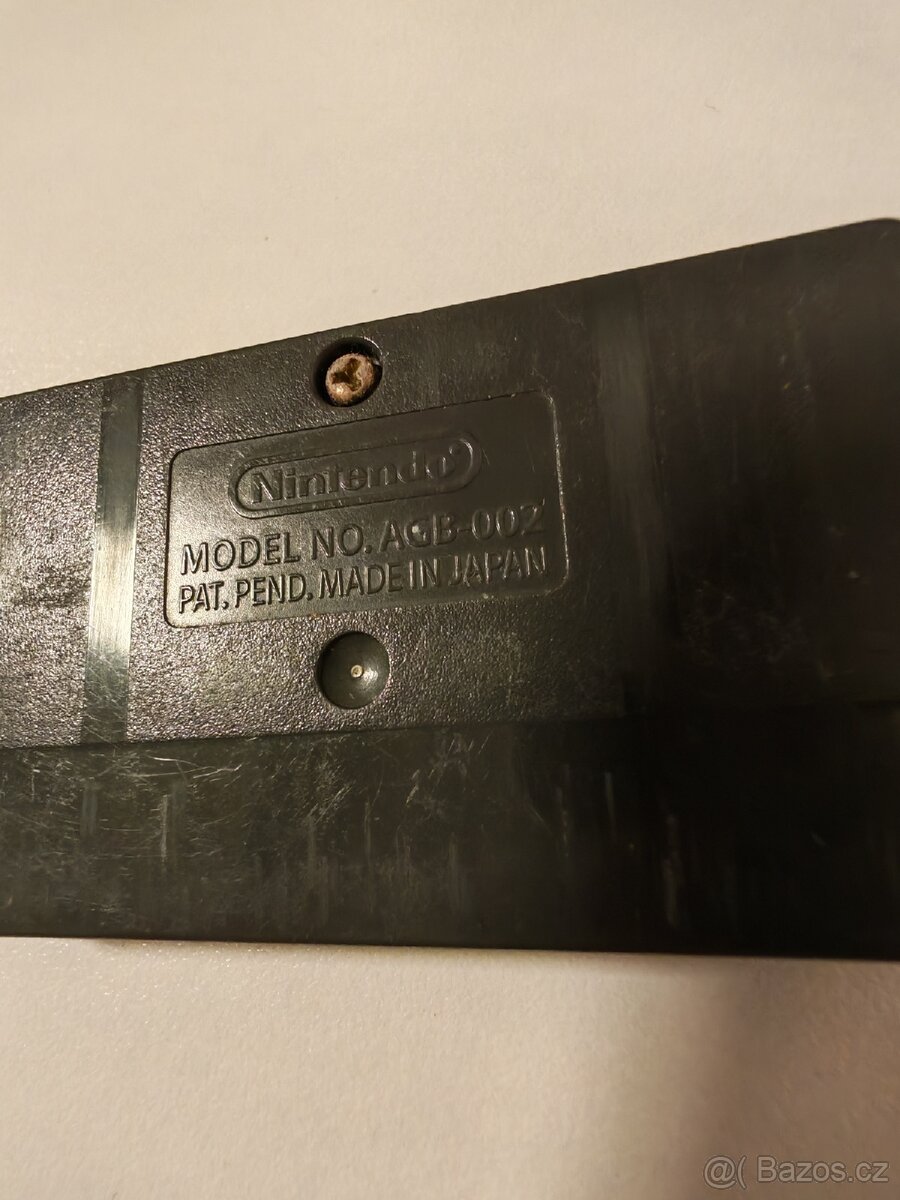 Nintendo
MODEL NO. AGB-002
PAT. PEND. MADE IN JAPAN
@( Bazos.cz